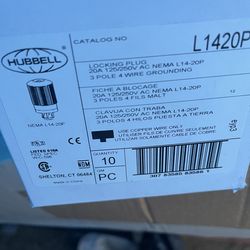 CATALOG NO
L1420P
HUBBELL
LOCKING PLUG
20A 125/250V AC NEMA L14-20P
3 POLE 4 WIRE GROUNDING
FICHE A BLOCAGE
20A 125/250V AC NEMA L14-20P
3 POLES 4 FILS MALT
NEMA L14-20P
CLAVIJA CON TRABA
20A 125/250V AC NEMA L14-20P
3 POLOS 4 HILOS PUESTA A TIERRA
USE COPPER WIRE ONLY
QUANTITY
10
PC
SHELTON, CT 06484